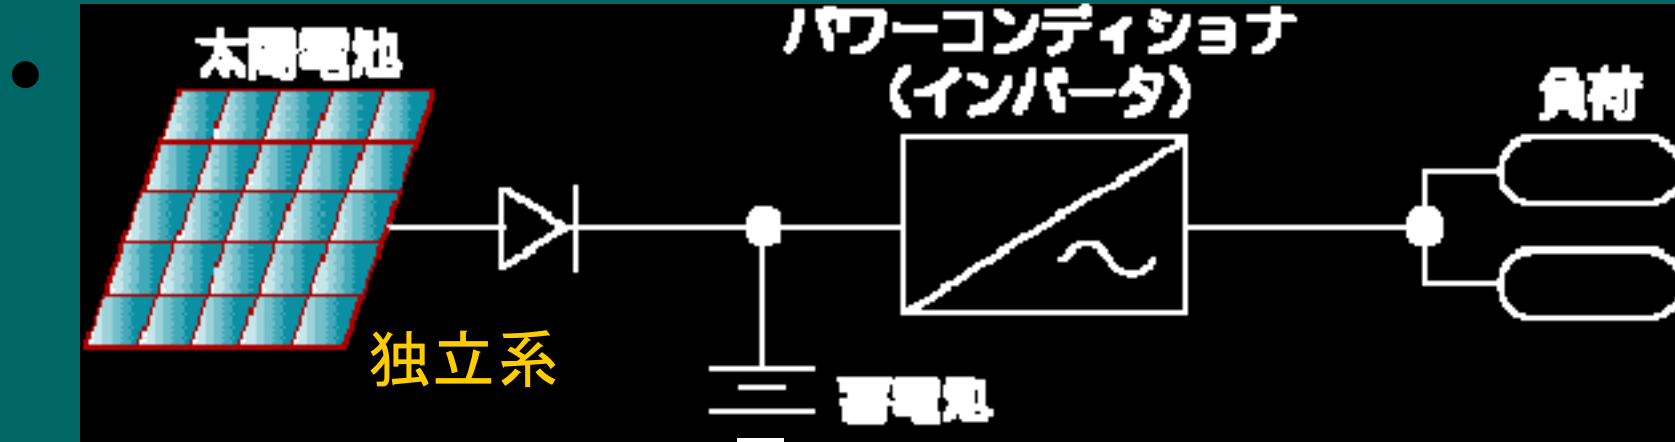 太陽電池
パワーコンディショナ
（インバータ）
負荷
独立系
蓄電池